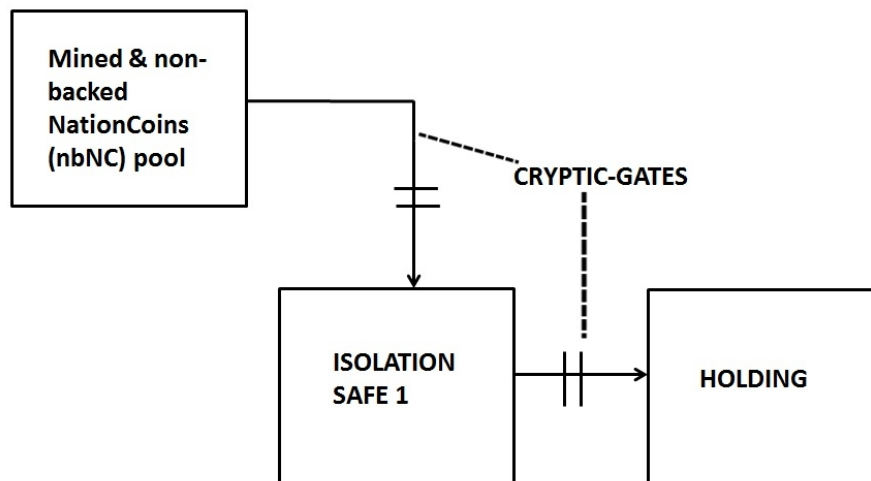 Mined & non-
backed
NationCoins
(nbNC) pool
CRYPTIC-GATES
ISOLATION
SAFE 1
HOLDING